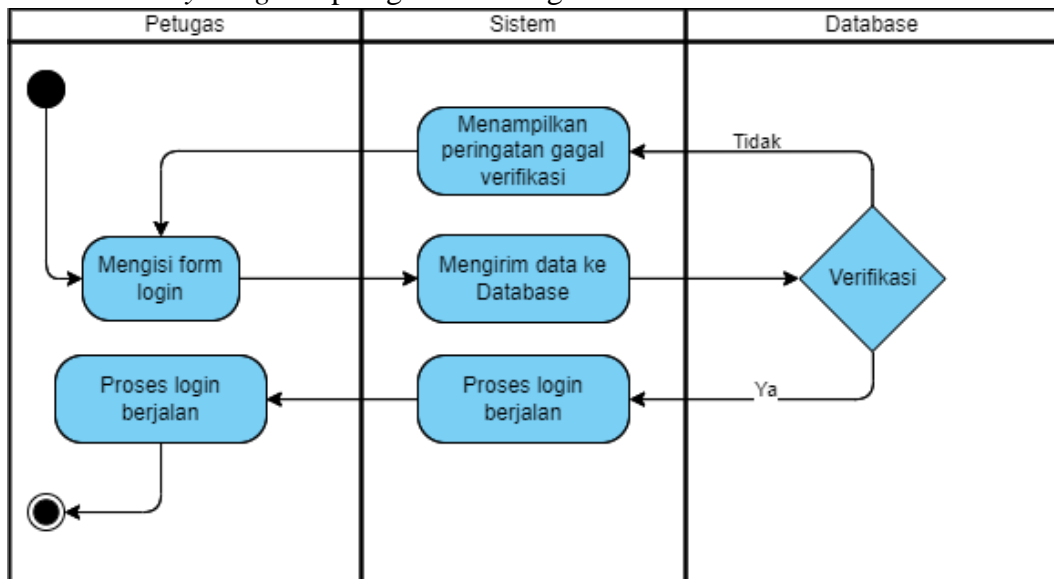 Petugas
Sistem
Database
Menampilkan
peringatan gagal
verifikasi
Tidak
Mengisi form
login
Mengirim data ke
Database
Verifikasi
Proses login
berjalan
Proses login
berjalan
Ya